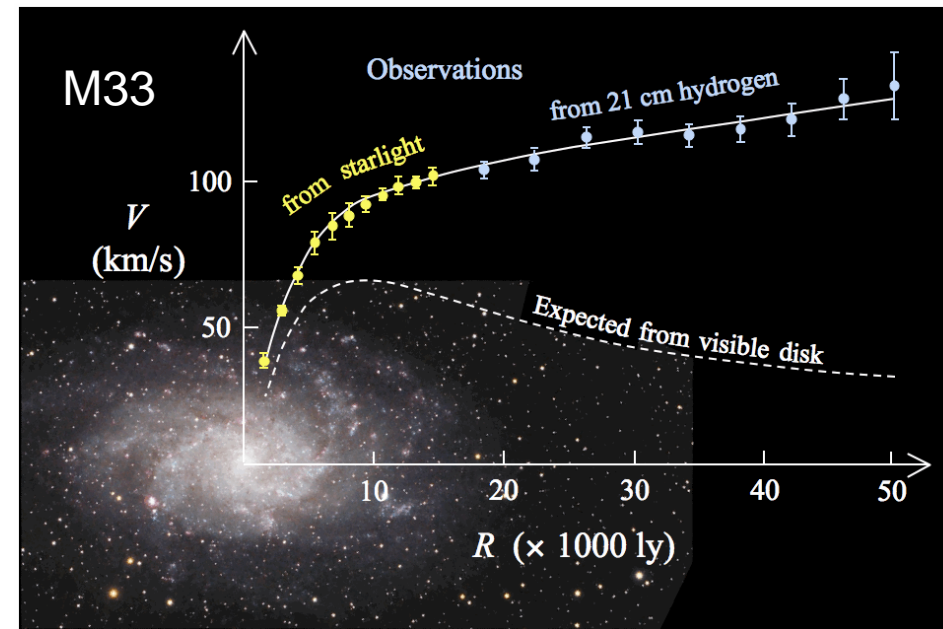 M33
Observations
from 21 cm hydrogen
from starlight
100
V
(km/s)
Expected from visible disk
50
10
20
30
40
50
R (× 1000 ly)